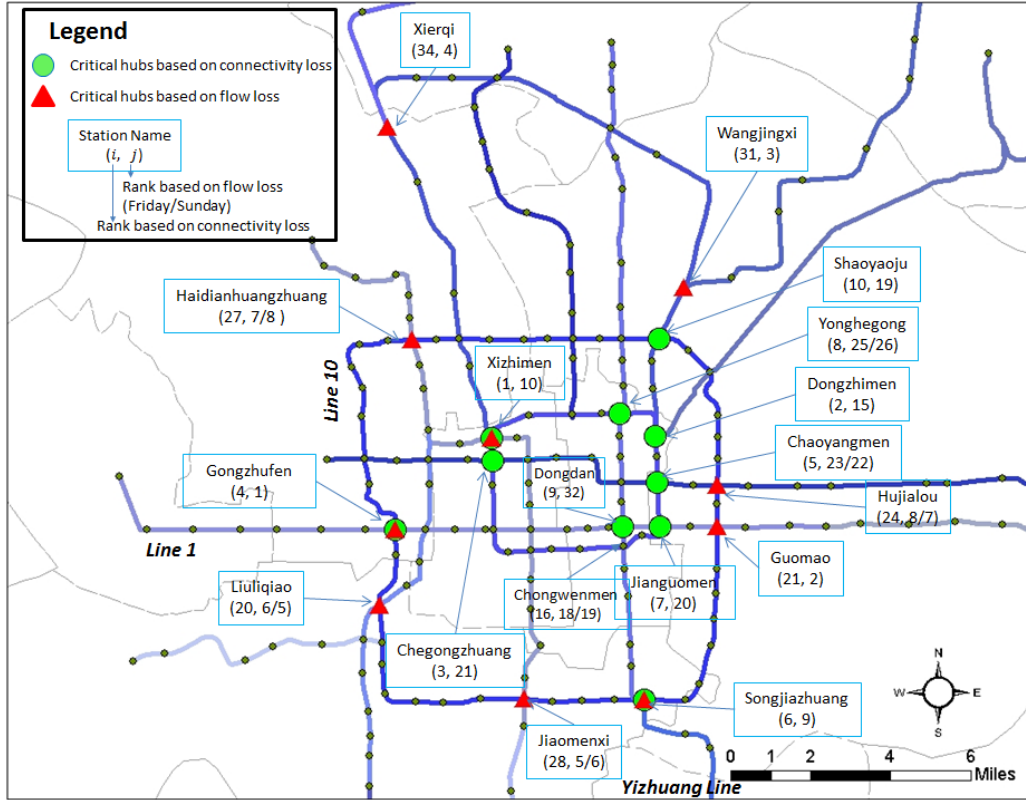 Legend
Critical hubs based on connectivity loss
Critical hubs based on flow loss
Station Name
(i, j)
Rank based on flow loss
(Friday/Sunday)
Rank based on connectivity loss
Xierqi
(34, 4)
Wangjingxi
(31, 3)
Shaoyaoju
(10, 19)
Haidianhuangzhuang
(27, 7/8 )
Yonghegong
(8, 25/26)
Xizhimen
(1, 10)
Dongzhimen
(2, 15)
Line 10
Chaoyangmen
(5, 23/22)
Gongzhufen
(4, 1)
Dongdan
(9, 32)
Hujialou
(24, 8/7)
Line 1
Guomao
(21, 2)
Liuliqiao
(20, 6/5)
Chongwenmen
(16, 18/19)
Jianguomen
(7, 20)
Chegongzhuang
(3, 21)
Songjiazhuang
(6, 9)
Jiaomenxi
(28, 5/6)
Yizhuang Line
N
W E
S
0 2 4 6
Miles